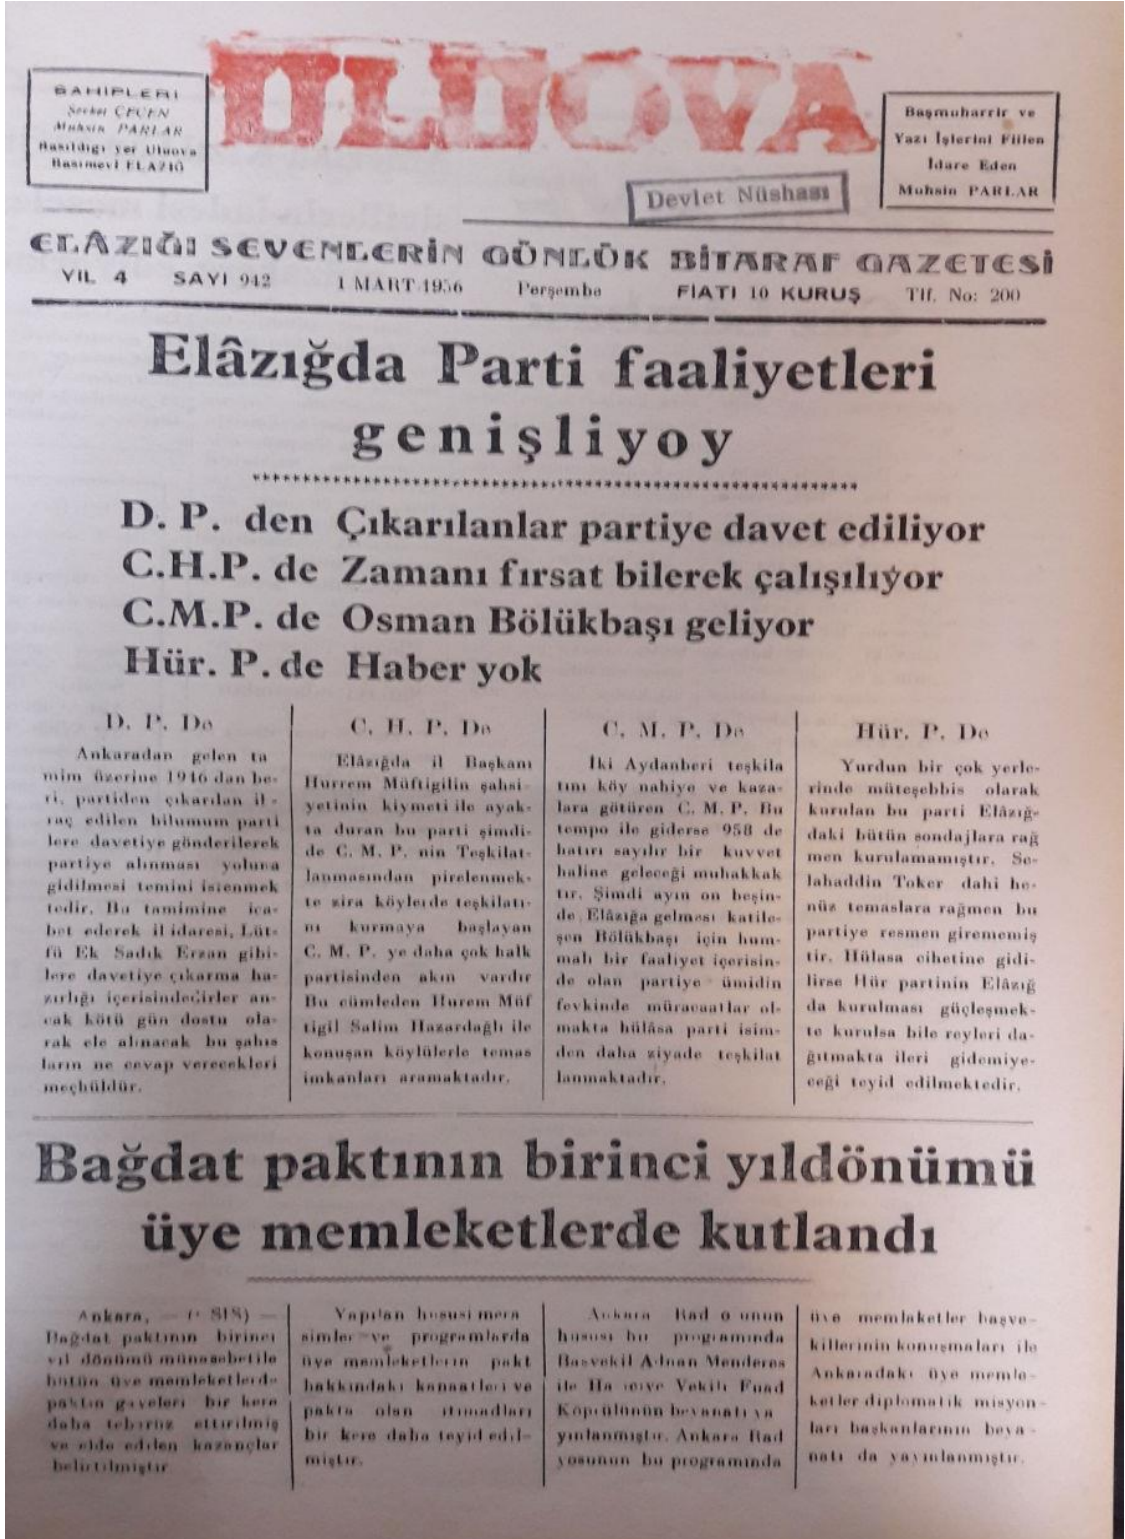 SAHİPLERİ
Şevket ÇEÇEN
Muhsin PARLAR
Basıldığı yer Uluova
Basımevi ELAZIĞ
ULUOVA
Başmuharrir ve
Yazı İşlerini Fiilen
İdare Eden
Muhsin PARLAR
Devlet Nüshası
ELÂZIĞI SEVENLERİN GÜNLÜK BİTARAF GAZETESİ
YIL 4 SAYI 942 1 MART 1956 Perşembe FİATI 10 KURUŞ Tlf. No: 200
Elâzığda Parti faaliyetleri
genişliyoy
D. P. den Çıkarılanlar partiye davet ediliyor
C.H.P. de Zamanı fırsat bilerek çalışılıyor
C.M.P. de Osman Bölükbaşı geliyor
Hür. P. de Haber yok
D. P. De
Ankaradan gelen ta
mim üzerine 1946 dan be-
ri, partiden çıkarılan il-
raç edilen bilumum parti
lere davetiye gönderilerek
partiye alınması yoluna
gidilmesi temini istenmek
tedir. Bu tamimine ica-
bet ederek il idaresi, Lüt-
fü Ek Sadık Erzan gibi-
lere davetiye çıkarma ha-
zırlığı içerisindedirler an-
cak kötü gün dostu ola-
rak ele alınacak bu şahıs
ların ne cevap verecekleri
meçhûldür.
C. H. P. De
Elâzığda il Başkanı
Hurrem Müftigilin şahsi-
yetinin kiymeti ile ayak-
ta duran bu parti şimdi-
de C. M. P. nin Teşkilat-
lanmasından pirelenmek-
te zira köylerde teşkilatı-
nı kurmaya başlayan
C. M. P. ye daha çok halk
partisinden akın vardır
Bu cümleden Hurem Müf
tigil Salim Hazardağlı ile
konuşan köylülerle temas
imkanları aramaktadır.
C. M. P. De
İki Aydanberi teşkila
tını köy nahiye ve kaza-
lara götüren C. M. P. Bu
tempo ile giderse 958 de
hatırı sayılır bir kuvvet
haline geleceği muhakkak
tır. Şimdi ayın on beşin-
de Elâzığa gelmesi katile-
şen Bölükbaşı için hum-
malı bir faaliyet içerisin-
de olan partiye ümidin
fevkinde müracaatlar ol-
makta hülâsa parti isim-
den daha ziyade teşkilat
lanmaktadır.
Hür. P. De
Yurdun bir çok yerle-
rinde müteşebbis olarak
kurulan bu parti Elâzığ-
daki bütün sondajlara rağ
men kurulamamıştır. Se-
lahaddin Toker dahi he-
nüz temaslara rağmen bu
partiye resmen girememiş
tir. Hülasa cihetine gidi-
lirse Hür partinin Elâzığ
da kurulması güçleşmek-
te kurulsa bile reyleri da-
ğıtmakta ileri gidemiye-
ceği teyid edilmektedir.
Bağdat paktının birinci yıldönümü
üye memleketlerde kutlandı
Ankara, —
Bağdat paktının birinci
yıl dönümü münasebetile
bütün üye memleketlerde
paktın gayeleri bir kere
daha tebarüz ettirilmiş
ve elde edilen kazançlar
belirtilmiştir
Yapılan hususi mera
simler ve programlarda
üye memleketlerin pakt
hakkındaki kanaatleri ve
pakta olan itimadları
bir kere daha teyid edil-
miştir.
Ankara Rad o unun
hususi bu programında
Başvekil Adnan Menderes
ile Ha iciye Vekili Fuad
Köprülünün beyanatı ya
yınlanmıştır. Ankara Rad
yosunun bu programında
üye memleketler başve-
killerinin konuşmaları ile
Ankaradaki üye memle-
ketler diplomatik misyon-
ları başkanlarının beya-
natı da yayınlanmıştır.